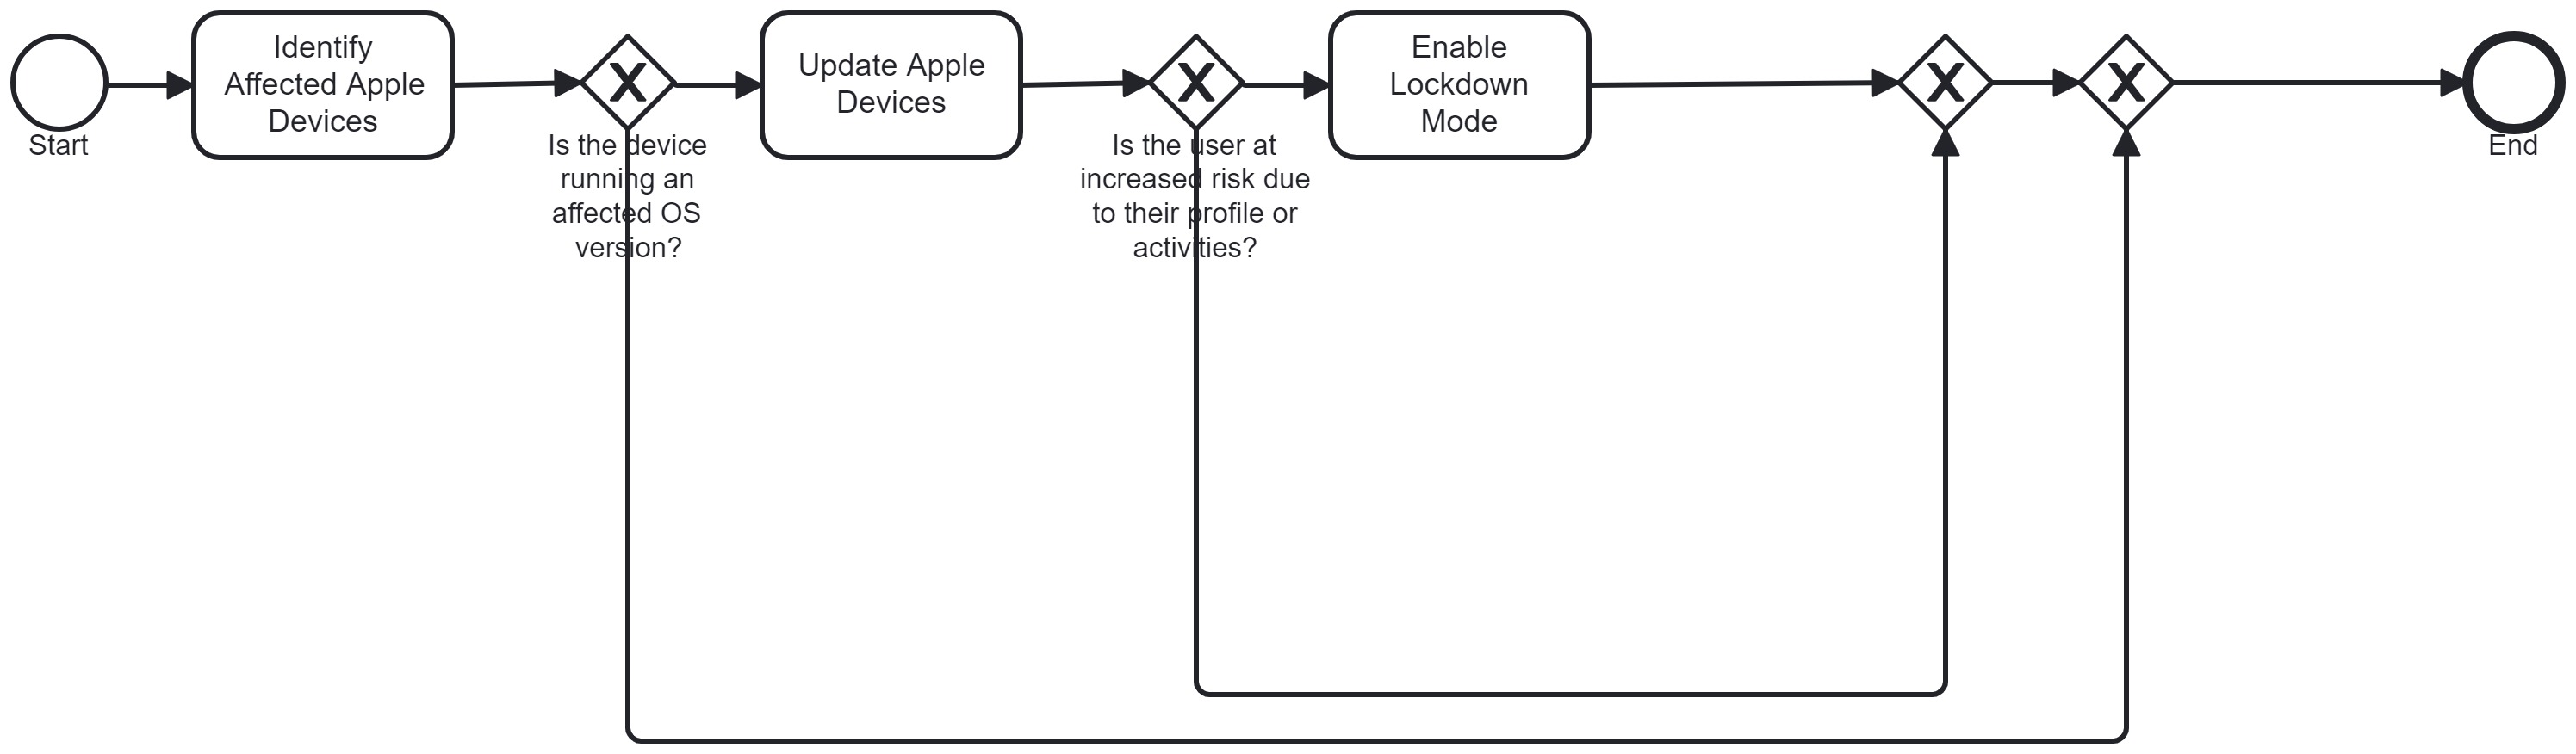 Identify
Affected Apple
Devices
Start
X
Is the device
running an
affected OS
version?
Update Apple
Devices
X
Is the user at
increased risk due
to their profile or
activities?
Enable
Lockdown
Mode
X
X
End